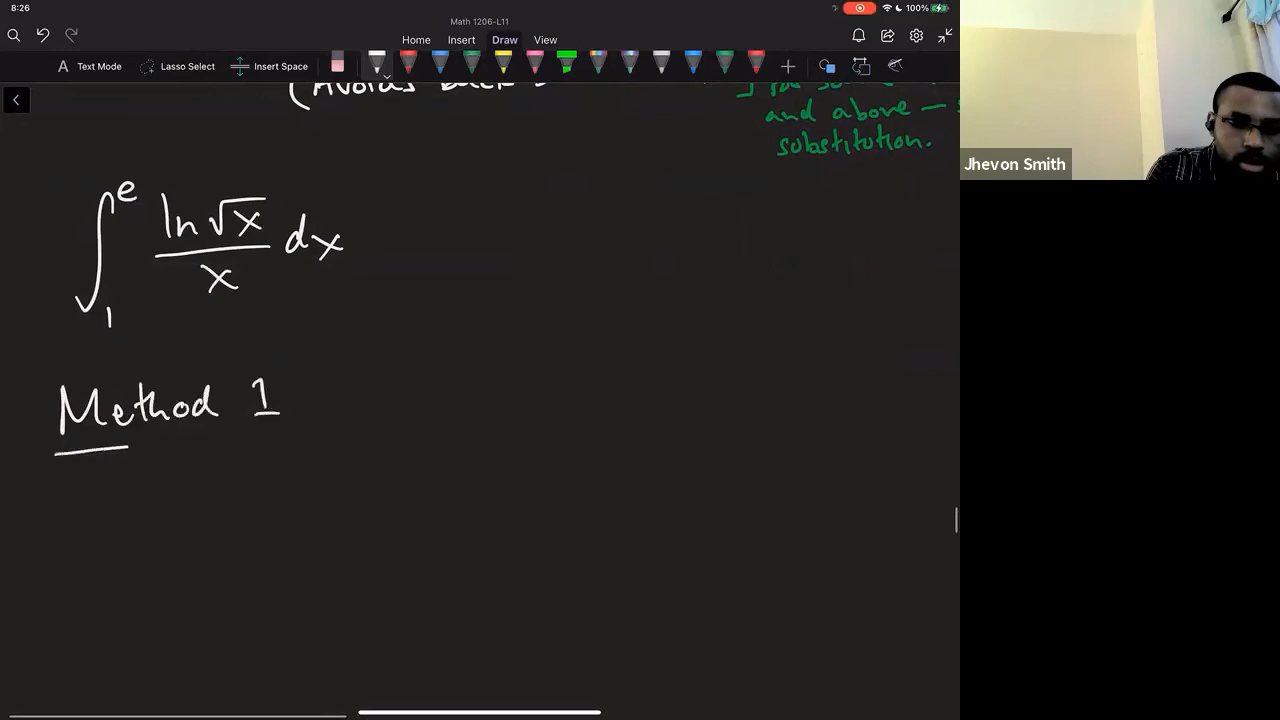 8:26
100%
Math 1206-L11
Home Insert Draw View
Text Mode Lasso Select Insert Space
and above —
substitution.
Jhevon Smith
∫₁ᵉ ln√x / x dx
Method 1